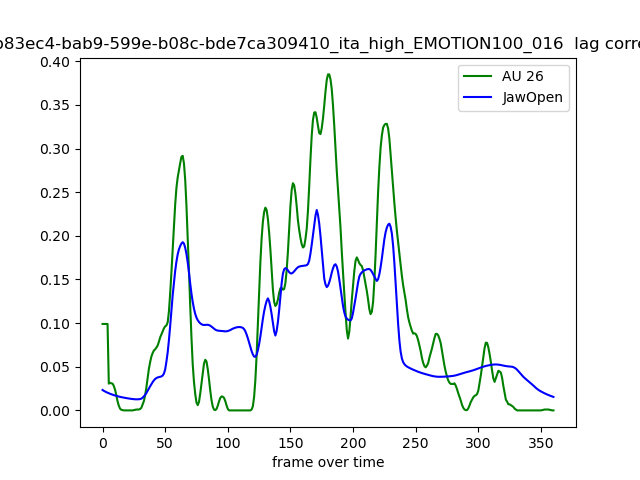 b83ec4-bab9-599e-b08c-bde7ca309410_ita_high_EMOTION100_016 lag corre
0.40
AU 26
JawOpen
0.35
0.30
0.25
0.20
0.15
0.10
0.05
0.00
0 50 100 150 200 250 300 350
frame over time